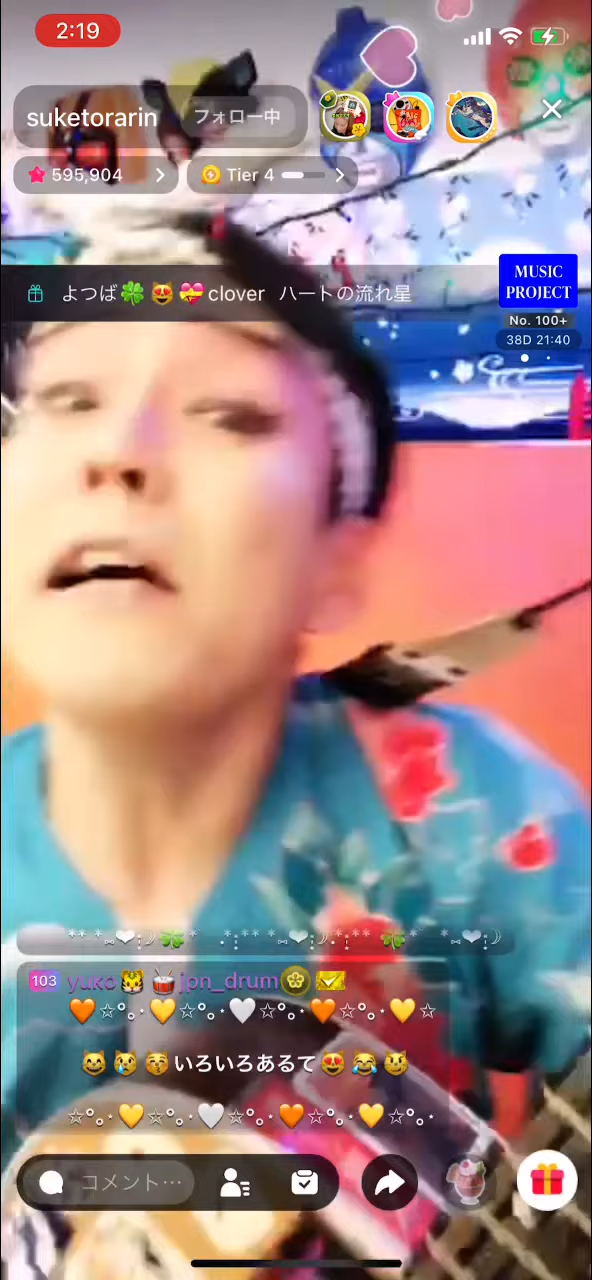 2:19
suketorarin フォロー中
595,904 Tier 4
よつば🍀😻💝clover ハートの流れ星
MUSIC
PROJECT
No. 100+
38D 21:40
103 yuko🐯🥁jpn_drum
🧡☆°｡⋆💛☆°｡⋆🤍☆°｡⋆🧡☆°｡⋆💛☆
😺😿😽いろいろあるて😻😹😼
☆°｡⋆💛☆°｡⋆🤍☆°｡⋆🧡☆°｡⋆💛☆°｡⋆
コメント…